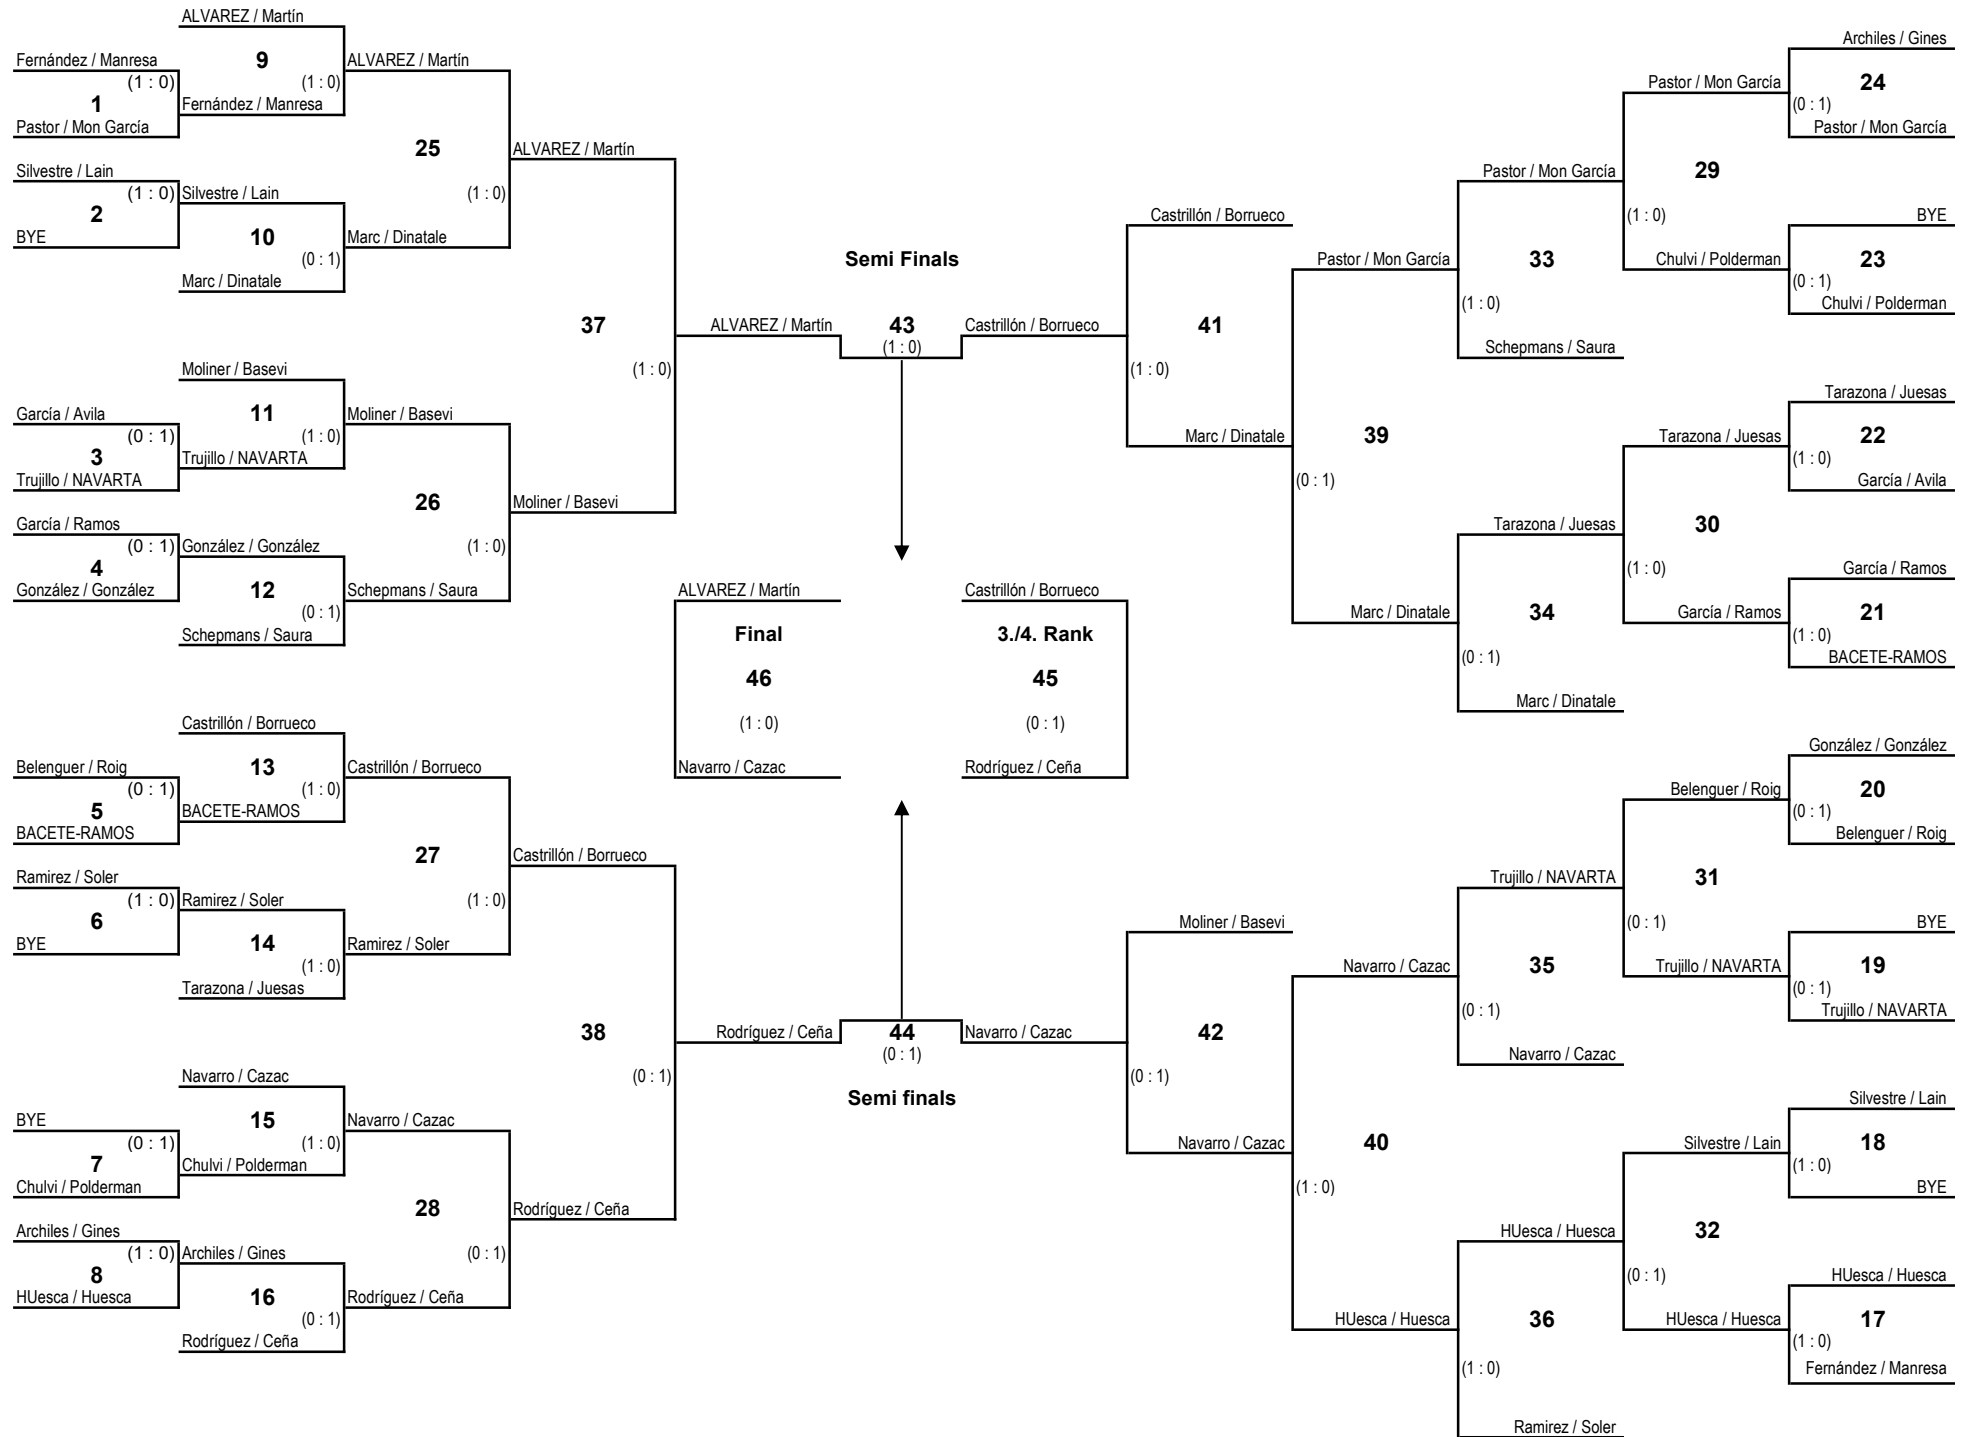 ALVAREZ / Martín
Fernández / Manresa
9
ALVAREZ / Martín
(1 : 0)
(1 : 0)
1
Fernández / Manresa
Pastor / Mon García
25
ALVAREZ / Martín
Silvestre / Lain
(1 : 0)
Silvestre / Lain
(1 : 0)
2
BYE
10
Marc / Dinatale
(0 : 1)
Marc / Dinatale
37
ALVAREZ / Martín
(1 : 0)
Moliner / Basevi
García / Avila
11
Moliner / Basevi
(0 : 1)
(1 : 0)
3
Trujillo / NAVARTA
Trujillo / NAVARTA
26
Moliner / Basevi
García / Ramos
(0 : 1)
González / González
(1 : 0)
4
González / González
12
Schepmans / Saura
(0 : 1)
Schepmans / Saura
Castrillón / Borrueco
Belenguer / Roig
13
Castrillón / Borrueco
(0 : 1)
(1 : 0)
5
BACETE-RAMOS
BACETE-RAMOS
27
Castrillón / Borrueco
Ramirez / Soler
(1 : 0)
Ramirez / Soler
(1 : 0)
6
BYE
14
Ramirez / Soler
(1 : 0)
Tarazona / Juesas
38
Rodríguez / Ceña
(0 : 1)
Navarro / Cazac
BYE
15
Navarro / Cazac
(0 : 1)
(1 : 0)
7
Chulvi / Polderman
Chulvi / Polderman
28
Rodríguez / Ceña
Archiles / Gines
(1 : 0)
Archiles / Gines
(0 : 1)
8
HUesca / Huesca
16
Rodríguez / Ceña
(0 : 1)
Rodríguez / Ceña
Semi Finals
43
(1 : 0)
Castrillón / Borrueco
ALVAREZ / Martín
Final
46
(1 : 0)
Navarro / Cazac
Castrillón / Borrueco
3./4. Rank
45
(0 : 1)
Rodríguez / Ceña
44
(0 : 1)
Navarro / Cazac
Semi finals
Castrillón / Borrueco
41
(1 : 0)
Marc / Dinatale
Pastor / Mon García
39
(0 : 1)
Marc / Dinatale
Pastor / Mon García
33
(1 : 0)
Schepmans / Saura
Tarazona / Juesas
34
(0 : 1)
Marc / Dinatale
Pastor / Mon García
29
(1 : 0)
Chulvi / Polderman
Tarazona / Juesas
30
(1 : 0)
García / Ramos
Archiles / Gines
24
(0 : 1)
Pastor / Mon García
BYE
23
(0 : 1)
Chulvi / Polderman
Tarazona / Juesas
22
(1 : 0)
García / Avila
García / Ramos
21
(1 : 0)
BACETE-RAMOS
Moliner / Basevi
42
(0 : 1)
Navarro / Cazac
Navarro / Cazac
40
(1 : 0)
HUesca / Huesca
Trujillo / NAVARTA
35
(0 : 1)
Navarro / Cazac
HUesca / Huesca
36
(1 : 0)
Ramirez / Soler
Belenguer / Roig
31
(0 : 1)
Trujillo / NAVARTA
Silvestre / Lain
32
(0 : 1)
HUesca / Huesca
González / González
20
(0 : 1)
Belenguer / Roig
BYE
19
(0 : 1)
Trujillo / NAVARTA
Silvestre / Lain
18
(1 : 0)
BYE
HUesca / Huesca
17
(1 : 0)
Fernández / Manresa